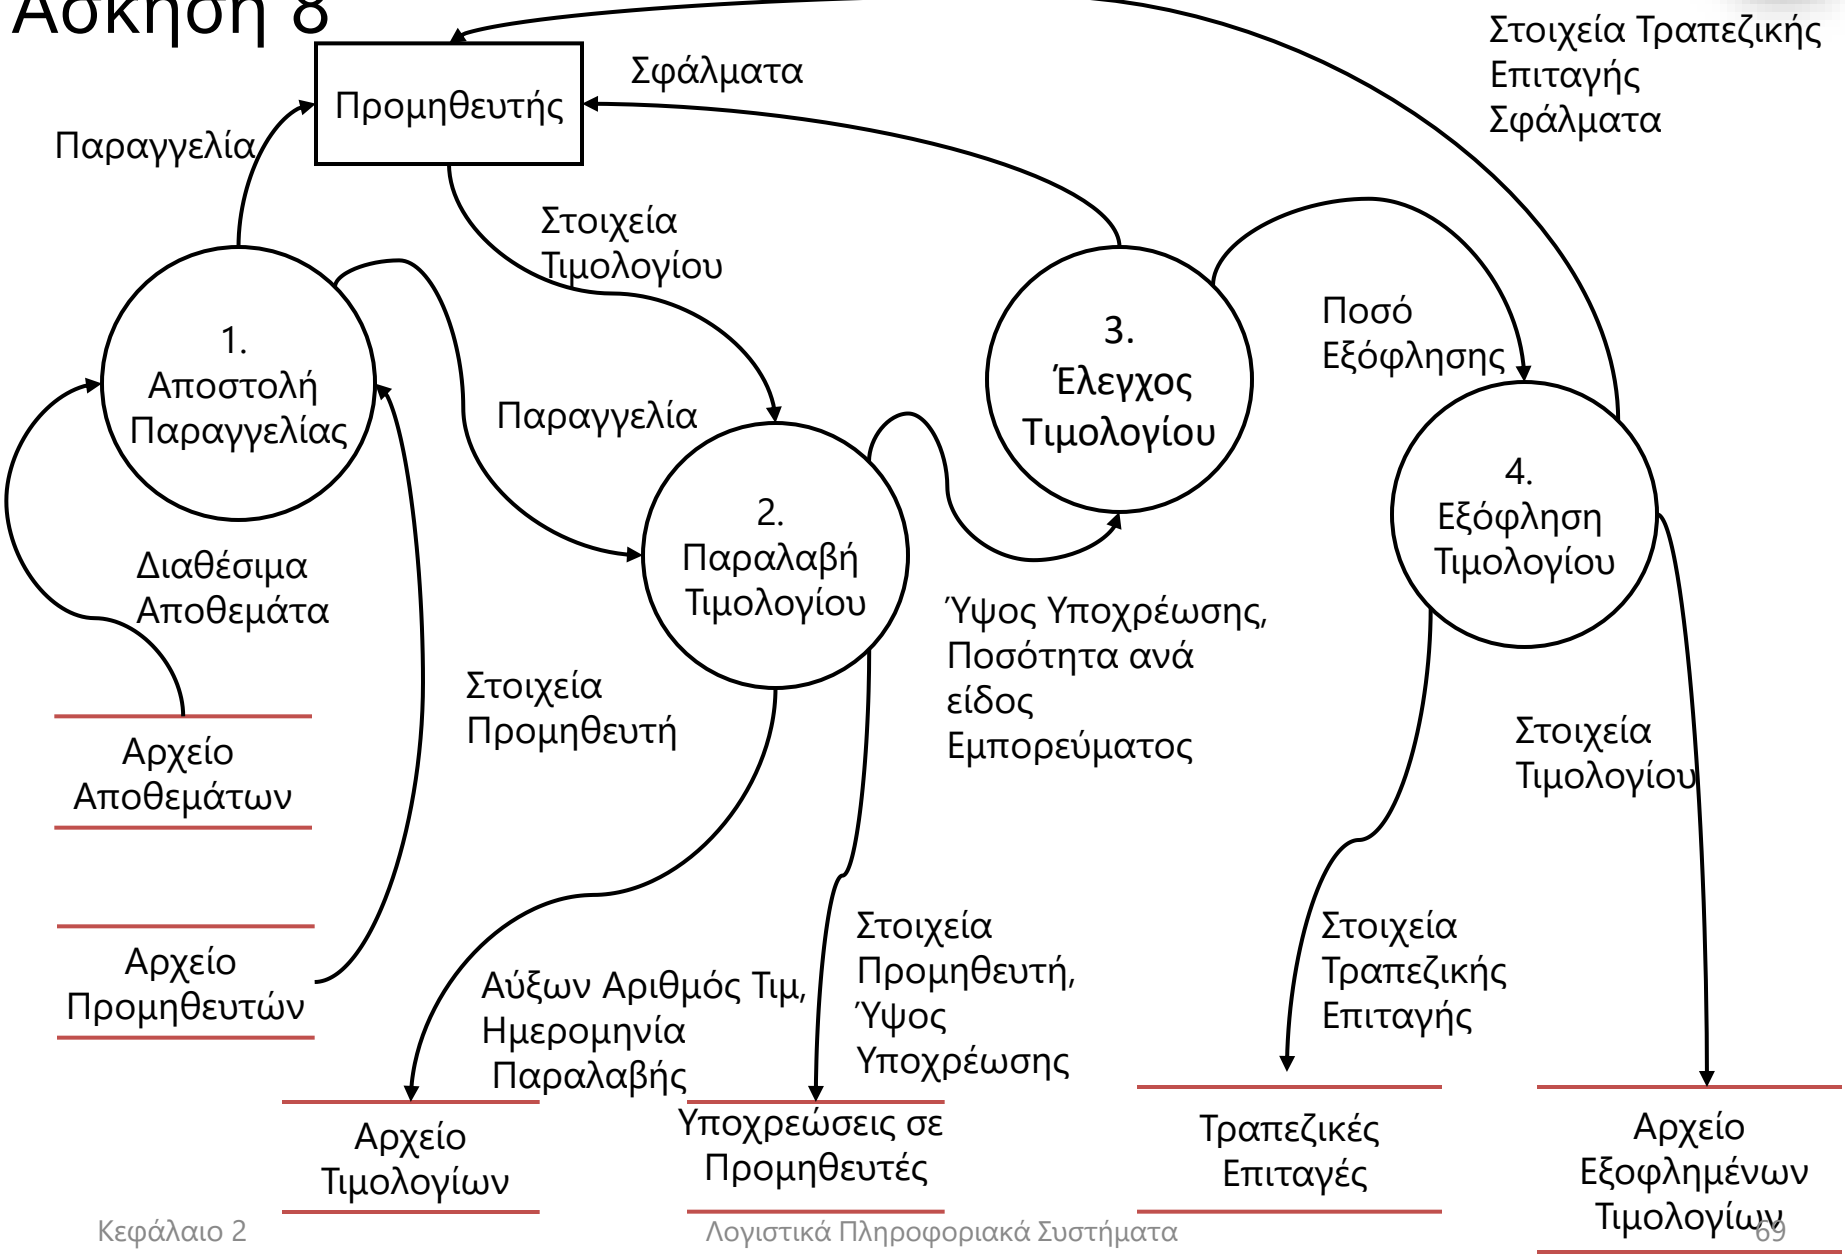 Άσκηση 8
Στοιχεία Τραπεζικής
Επιταγής
Σφάλματα
Σφάλματα
Προμηθευτής
Παραγγελία
Στοιχεία
Τιμολογίου
1.
Αποστολή
Παραγγελίας
Παραγγελία
3.
Έλεγχος
Τιμολογίου
Ποσό
Εξόφλησης
4.
Εξόφληση
Τιμολογίου
2.
Παραλαβή
Τιμολογίου
Διαθέσιμα
Αποθεμάτα
Ύψος Υποχρέωσης,
Ποσότητα ανά
είδος
Εμπορεύματος
Στοιχεία
Προμηθευτή
Στοιχεία
Τιμολογίου
Αρχείο
Αποθεμάτων
Αρχείο
Προμηθευτών
Αύξων Αριθμός Τιμ,
Ημερομηνία
Παραλαβής
Στοιχεία
Προμηθευτή,
Ύψος
Υποχρέωσης
Στοιχεία
Τραπεζικής
Επιταγής
Αρχείο
Τιμολογίων
Υποχρεώσεις σε
Προμηθευτές
Τραπεζικές
Επιταγές
Αρχείο
Εξοφλημένων
Τιμολογίων
Κεφάλαιο 2
Λογιστικά Πληροφοριακά Συστήματα
69